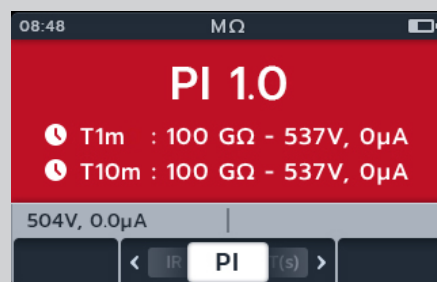 08:48 MΩ
PI 1.0
T1m : 100 GΩ - 537V, 0µA
T10m : 100 GΩ - 537V, 0µA
504V, 0.0µA
< IR PI T(s) >